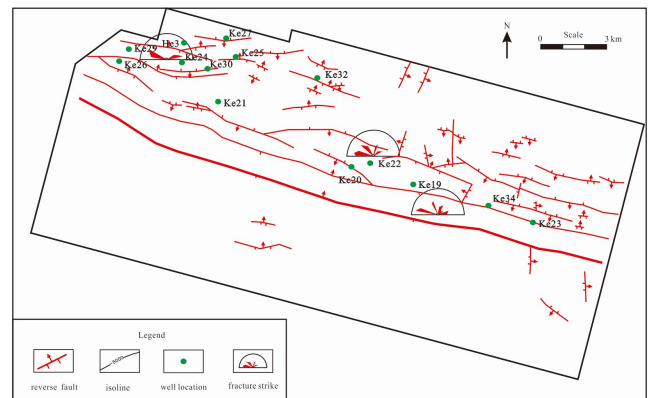 Ke27
He3
Ke29
Ke24
Ke25
Ke26
Ke30
Ke32
Ke21
N
Scale
0 3 km
Ke22
Ke20
Ke19
Ke34
Ke23
Legend
reverse fault
isoline
well location
fracture strike